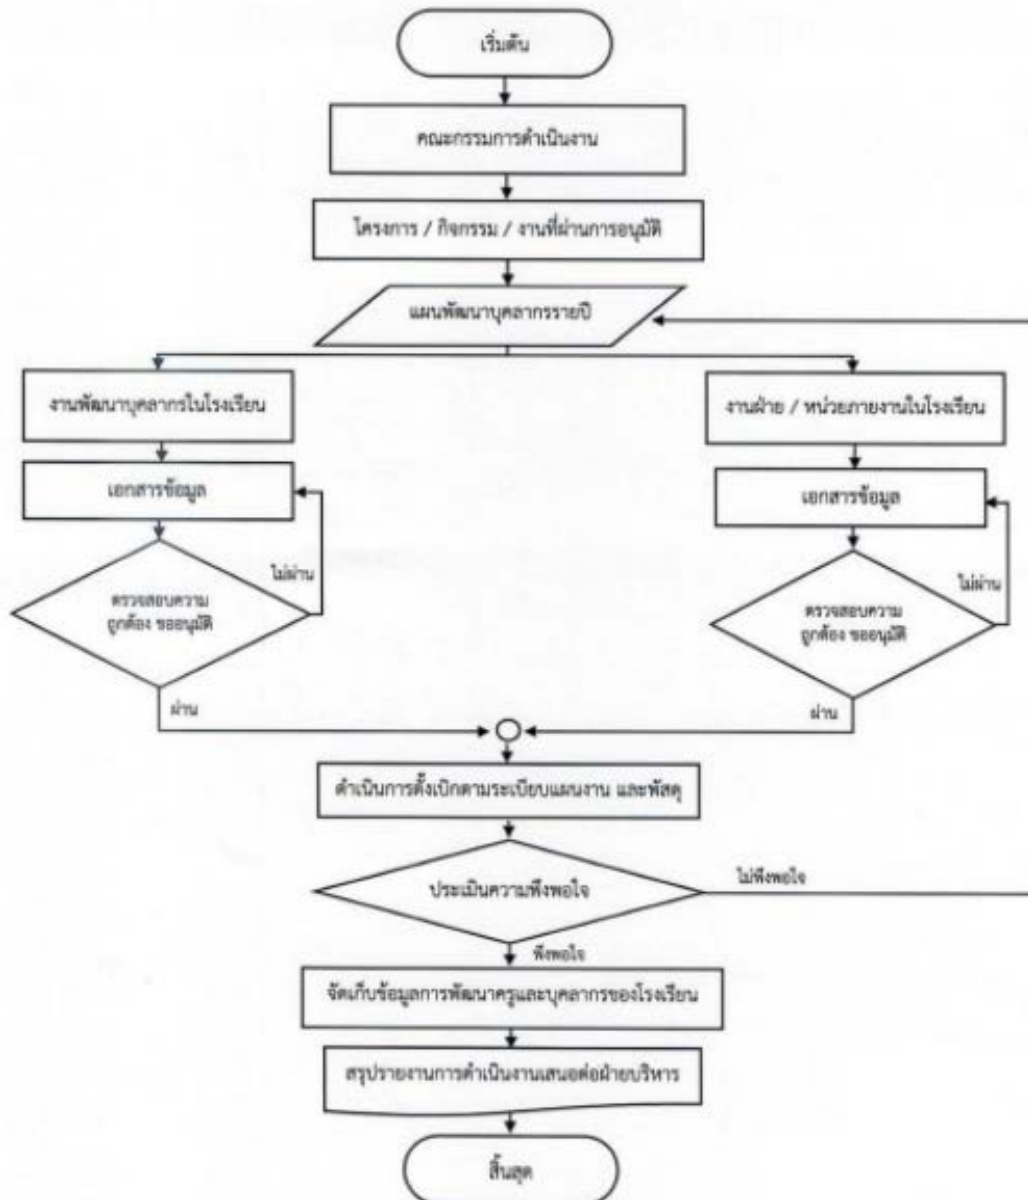 เริ่มต้น
คณะกรรมการดำเนินงาน
โครงการ / กิจกรรม / งานที่ผ่านการอนุมัติ
แผนพัฒนาบุคลากรรายปี
งานพัฒนาบุคลากรในโรงเรียน
งานฝ่าย / หน่วยภายงานในโรงเรียน
เอกสารข้อมูล
เอกสารข้อมูล
ไม่ผ่าน
ไม่ผ่าน
ตรวจสอบความ
ถูกต้อง ขออนุมัติ
ตรวจสอบความ
ถูกต้อง ขออนุมัติ
ผ่าน
ผ่าน
ดำเนินการตั้งเบิกตามระเบียบแผนงาน และพัสดุ
ประเมินความพึงพอใจ
ไม่พึงพอใจ
พึงพอใจ
จัดเก็บข้อมูลการพัฒนาครูและบุคลากรของโรงเรียน
สรุปรายงานการดำเนินงานเสนอต่อฝ่ายบริหาร
สิ้นสุด